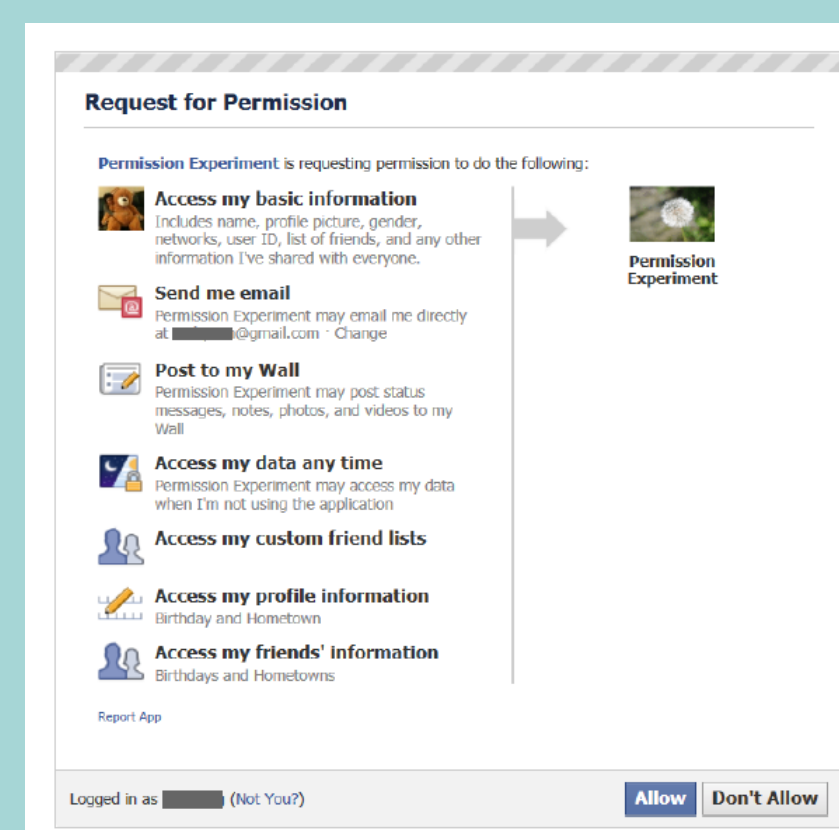 Request for Permission
Permission Experiment is requesting permission to do the following:
Access my basic information
Includes name, profile picture, gender,
networks, user ID, list of friends, and any other
information I've shared with everyone.
Send me email
Permission Experiment may email me directly
at @gmail.com · Change
Post to my Wall
Permission Experiment may post status
messages, notes, photos, and videos to my
Wall
Access my data any time
Permission Experiment may access my data
when I'm not using the application
Access my custom friend lists
Access my profile information
Birthday and Hometown
Access my friends' information
Birthdays and Hometowns
Permission
Experiment
Report App
Logged in as (Not You?)
Allow
Don't Allow